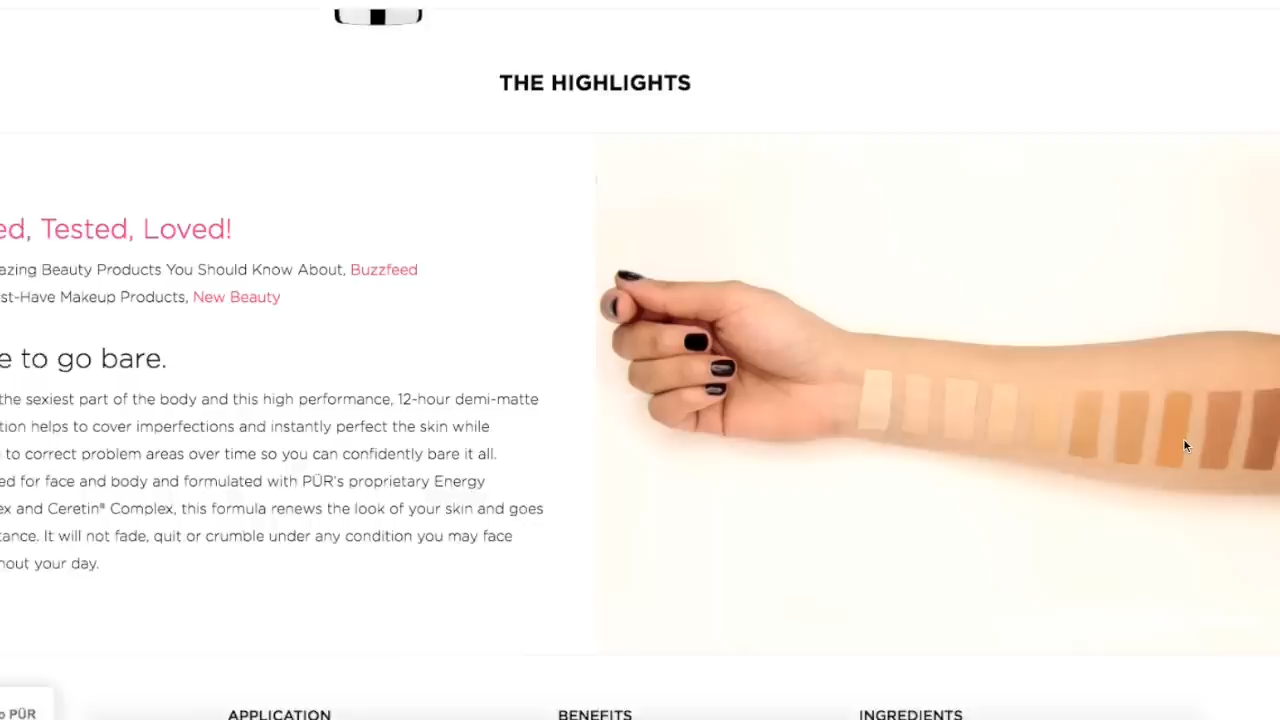 THE HIGHLIGHTS
ed, Tested, Loved!
azing Beauty Products You Should Know About, Buzzfeed
st-Have Makeup Products, New Beauty
e to go bare.
the sexiest part of the body and this high performance, 12-hour demi-matte
tion helps to cover imperfections and instantly perfect the skin while
to correct problem areas over time so you can confidently bare it all.
ed for face and body and formulated with PÜR's proprietary Energy
ex and Ceretin® Complex, this formula renews the look of your skin and goes
tance. It will not fade, quit or crumble under any condition you may face
hout your day.
o PÜR
APPLICATION
BENEFITS
INGREDIENTS